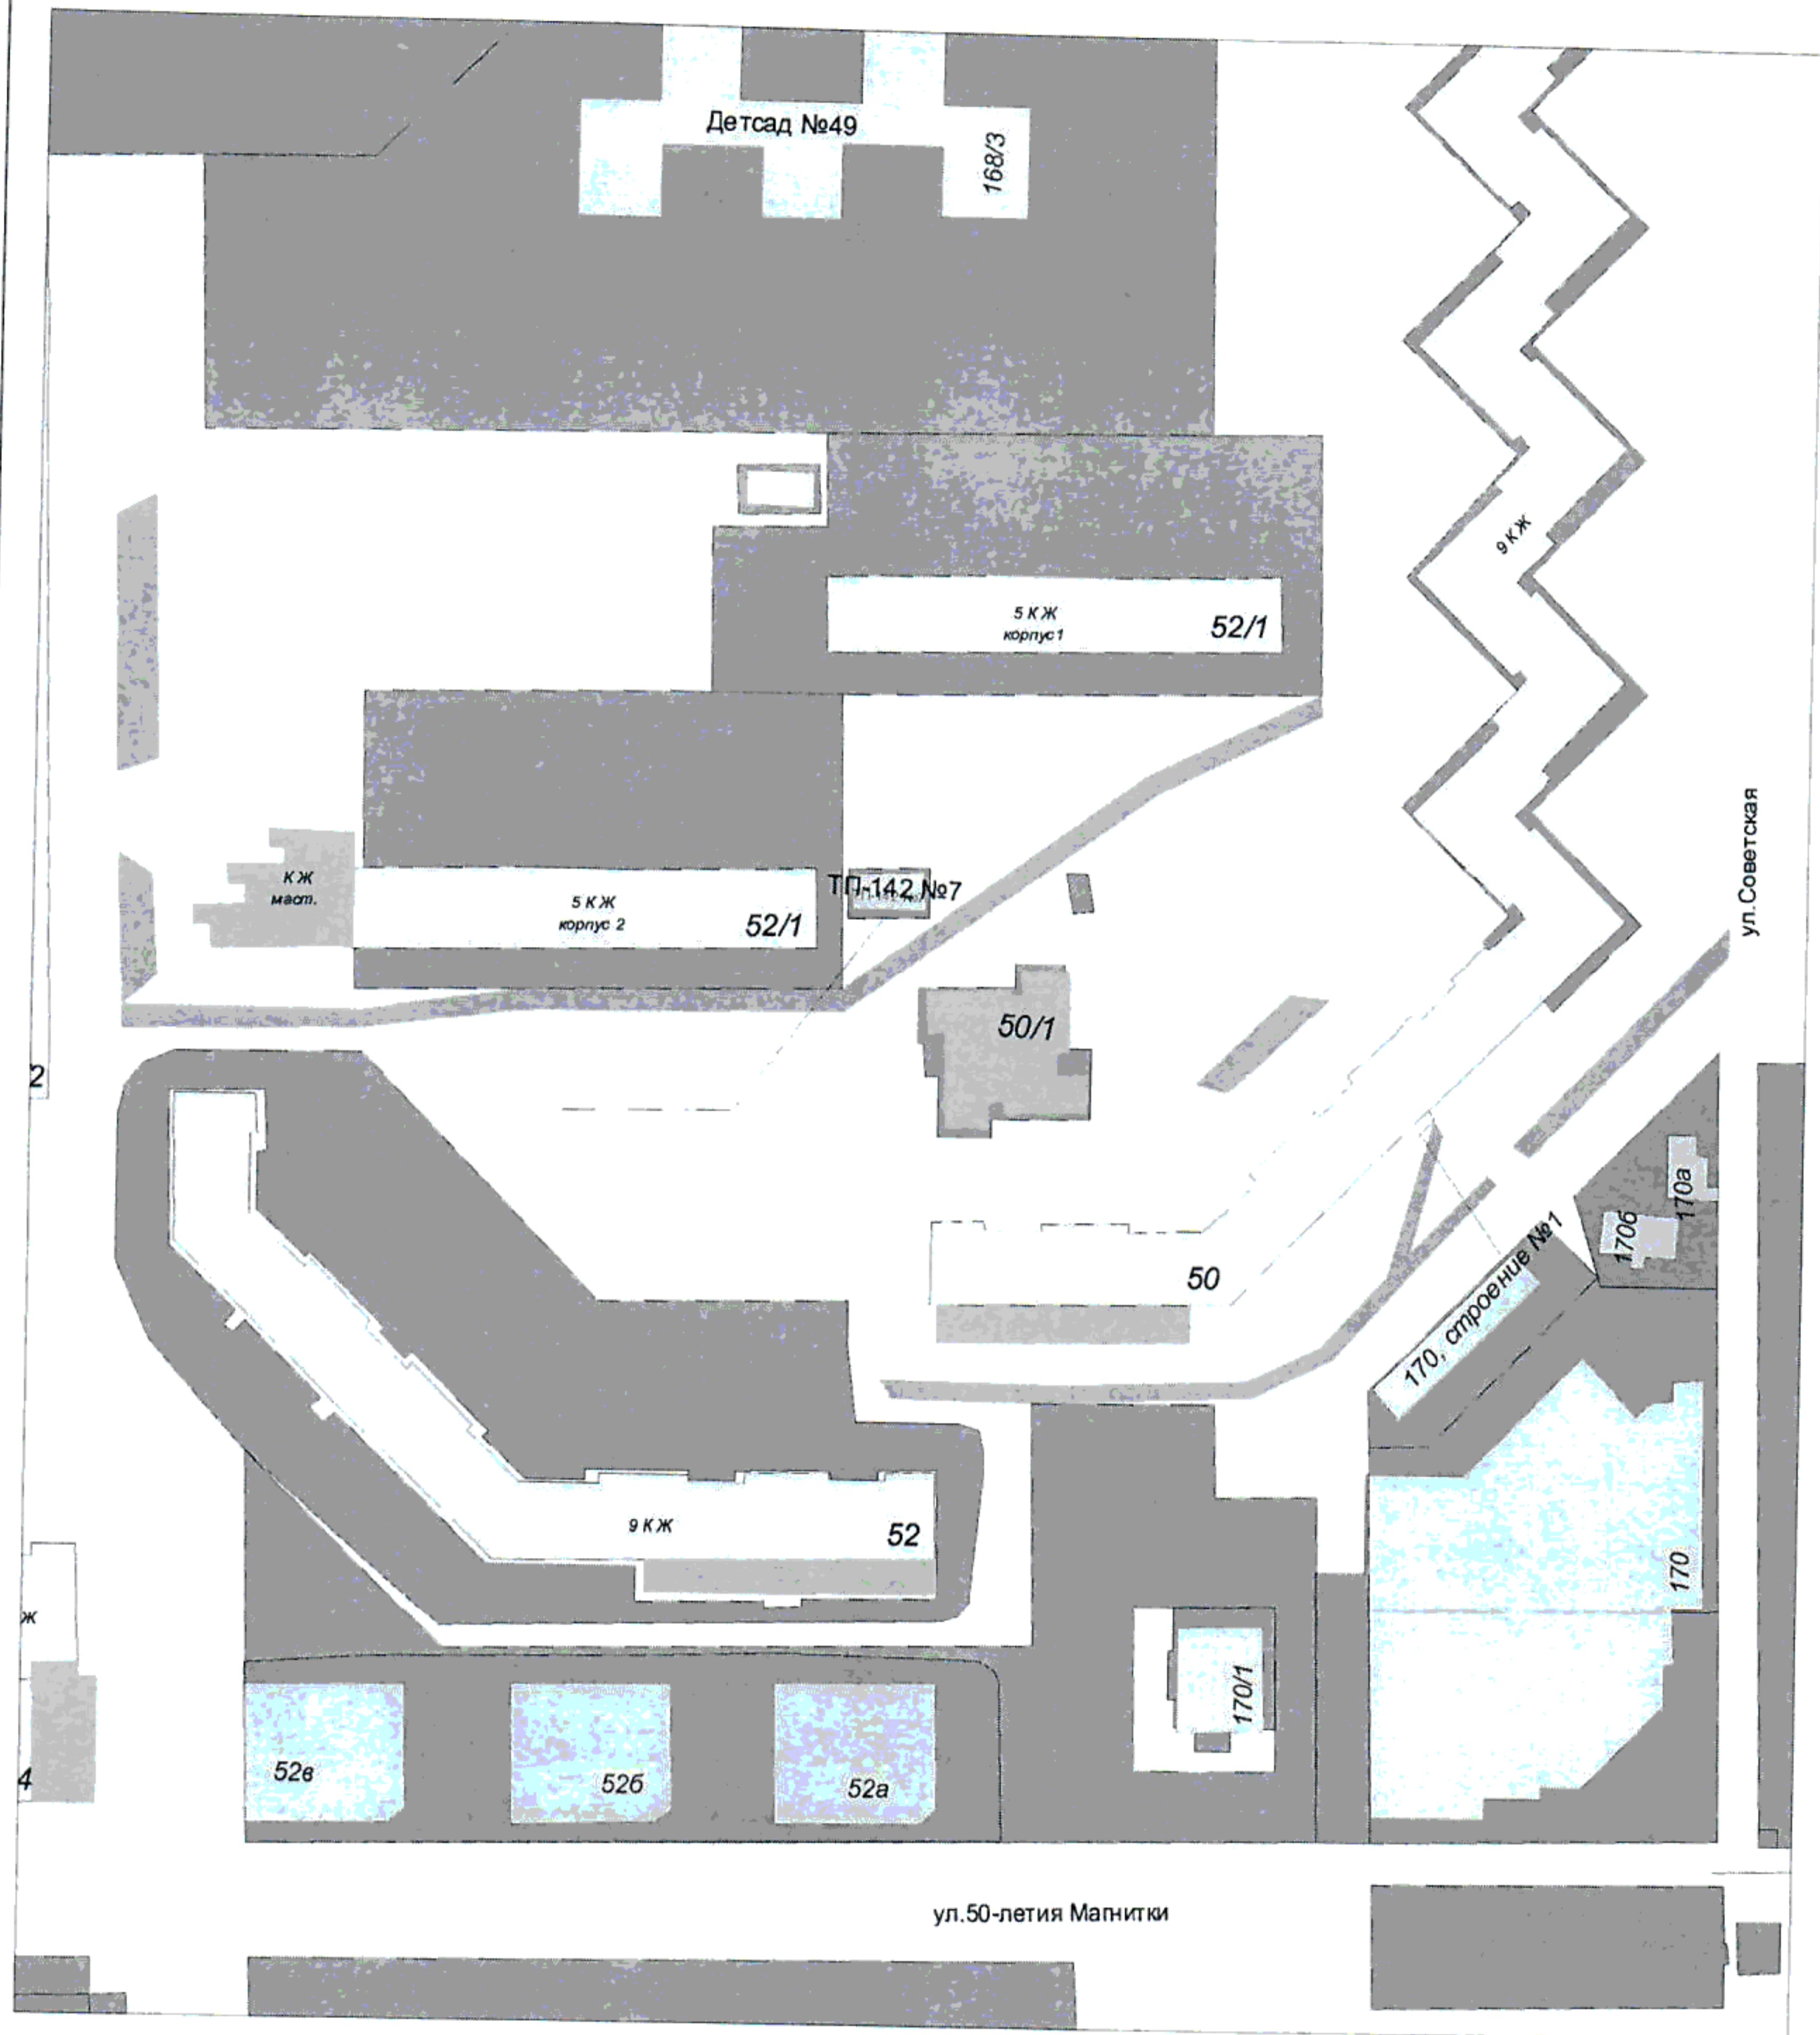 Детсад №49
168/3
9 КЖ
5 КЖ
корпус1
52/1
ул.Советская
КЖ
маст.
5 КЖ
корпус 2
52/1
ТП-142 №7
50/1
2
170а
170б
50
170, строение №1
9 КЖ
52
170
ж
170/1
52в
52б
52а
4
ул.50-летия Магнитки